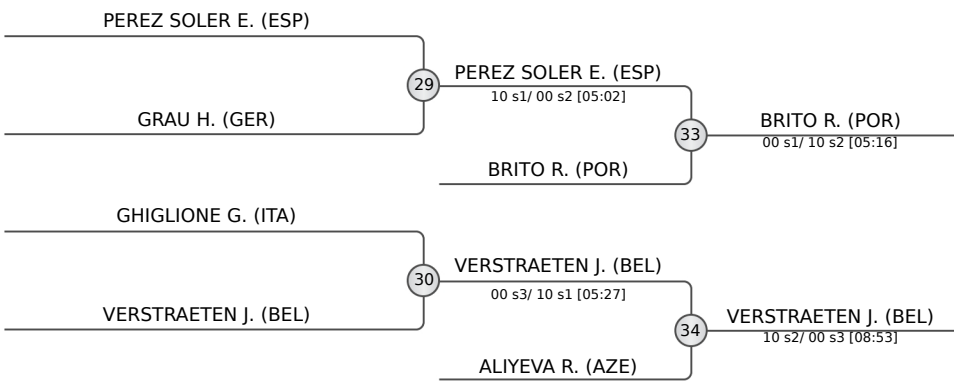 PEREZ SOLER E. (ESP)
29
GRAU H. (GER)
PEREZ SOLER E. (ESP)
10 s1/ 00 s2 [05:02]
33
BRITO R. (POR)
BRITO R. (POR)
00 s1/ 10 s2 [05:16]
GHIGLIONE G. (ITA)
30
VERSTRAETEN J. (BEL)
VERSTRAETEN J. (BEL)
00 s3/ 10 s1 [05:27]
34
ALIYEVA R. (AZE)
VERSTRAETEN J. (BEL)
10 s2/ 00 s3 [08:53]